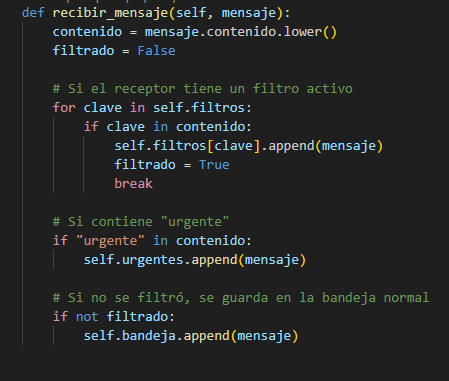 def recibir_mensaje(self, mensaje):
    contenido = mensaje.contenido.lower()
    filtrado = False

    # Si el receptor tiene un filtro activo
    for clave in self.filtros:
        if clave in contenido:
            self.filtros[clave].append(mensaje)
            filtrado = True
            break

    # Si contiene "urgente"
    if "urgente" in contenido:
        self.urgentes.append(mensaje)

    # Si no se filtró, se guarda en la bandeja normal
    if not filtrado:
        self.bandeja.append(mensaje)